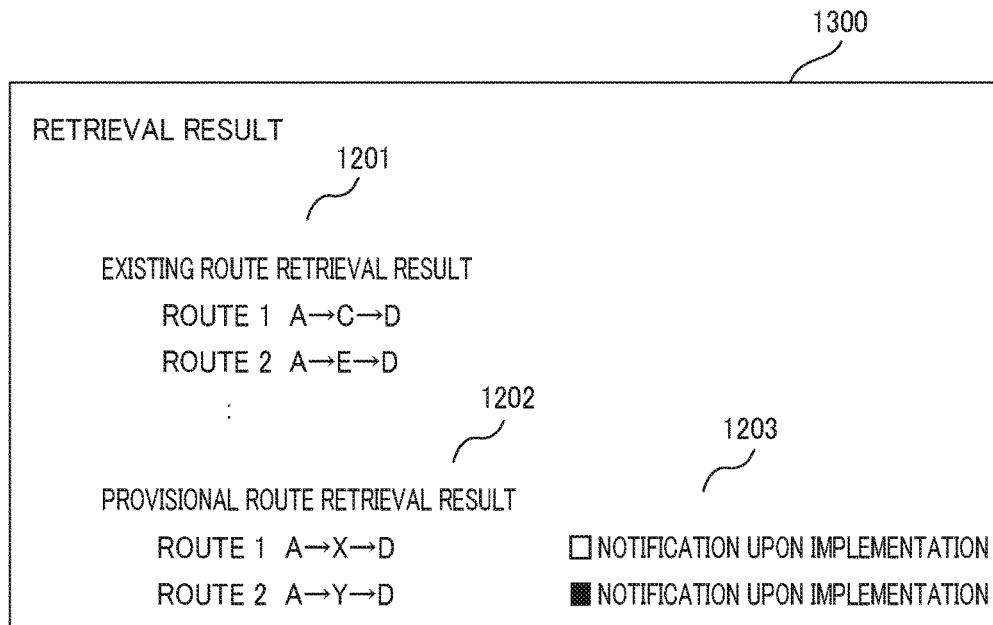 1300
RETRIEVAL RESULT
1201
EXISTING ROUTE RETRIEVAL RESULT
ROUTE 1 A→C→D
ROUTE 2 A→E→D
:
1202
1203
PROVISIONAL ROUTE RETRIEVAL RESULT
ROUTE 1 A→X→D □ NOTIFICATION UPON IMPLEMENTATION
ROUTE 2 A→Y→D ■ NOTIFICATION UPON IMPLEMENTATION